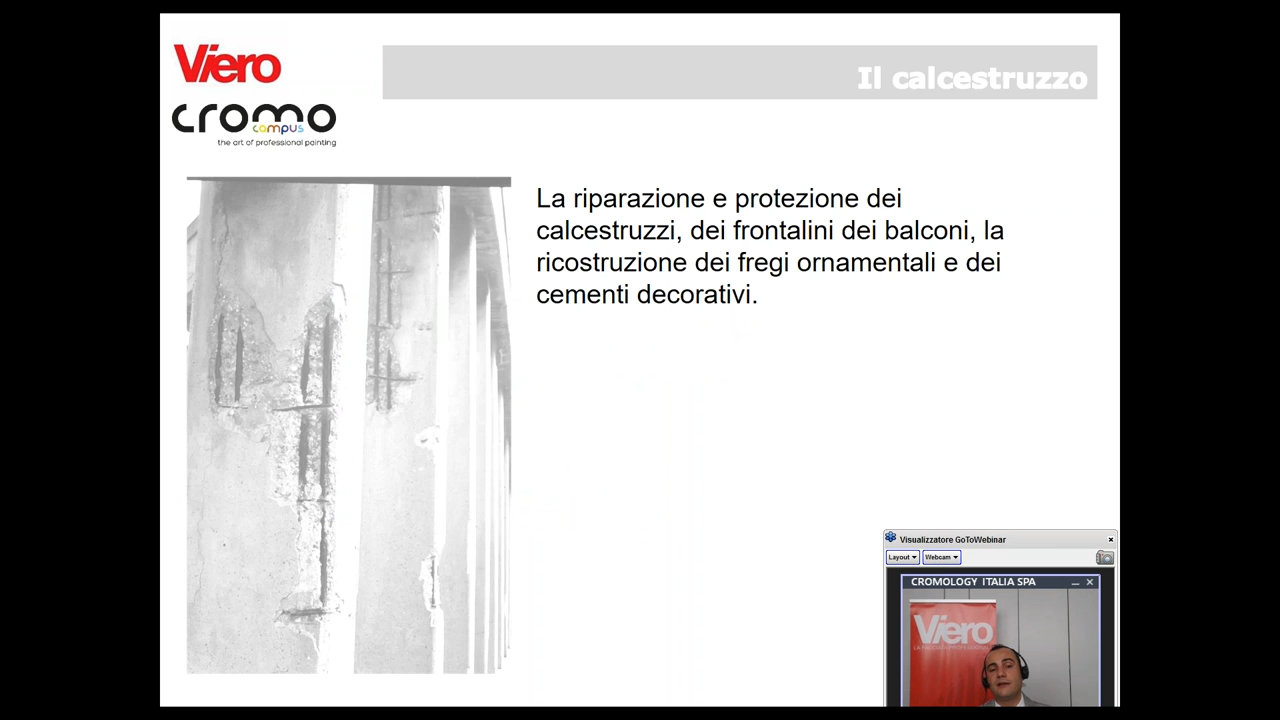 Viero
Il calcestruzzo
cromo
campus
the art of professional painting
La riparazione e protezione dei
calcestruzzi, dei frontalini dei balconi, la
ricostruzione dei fregi ornamentali e dei
cementi decorativi.
Visualizzatore GoToWebinar
Layout
Webcam
CROMOLOGY ITALIA SPA
Viero